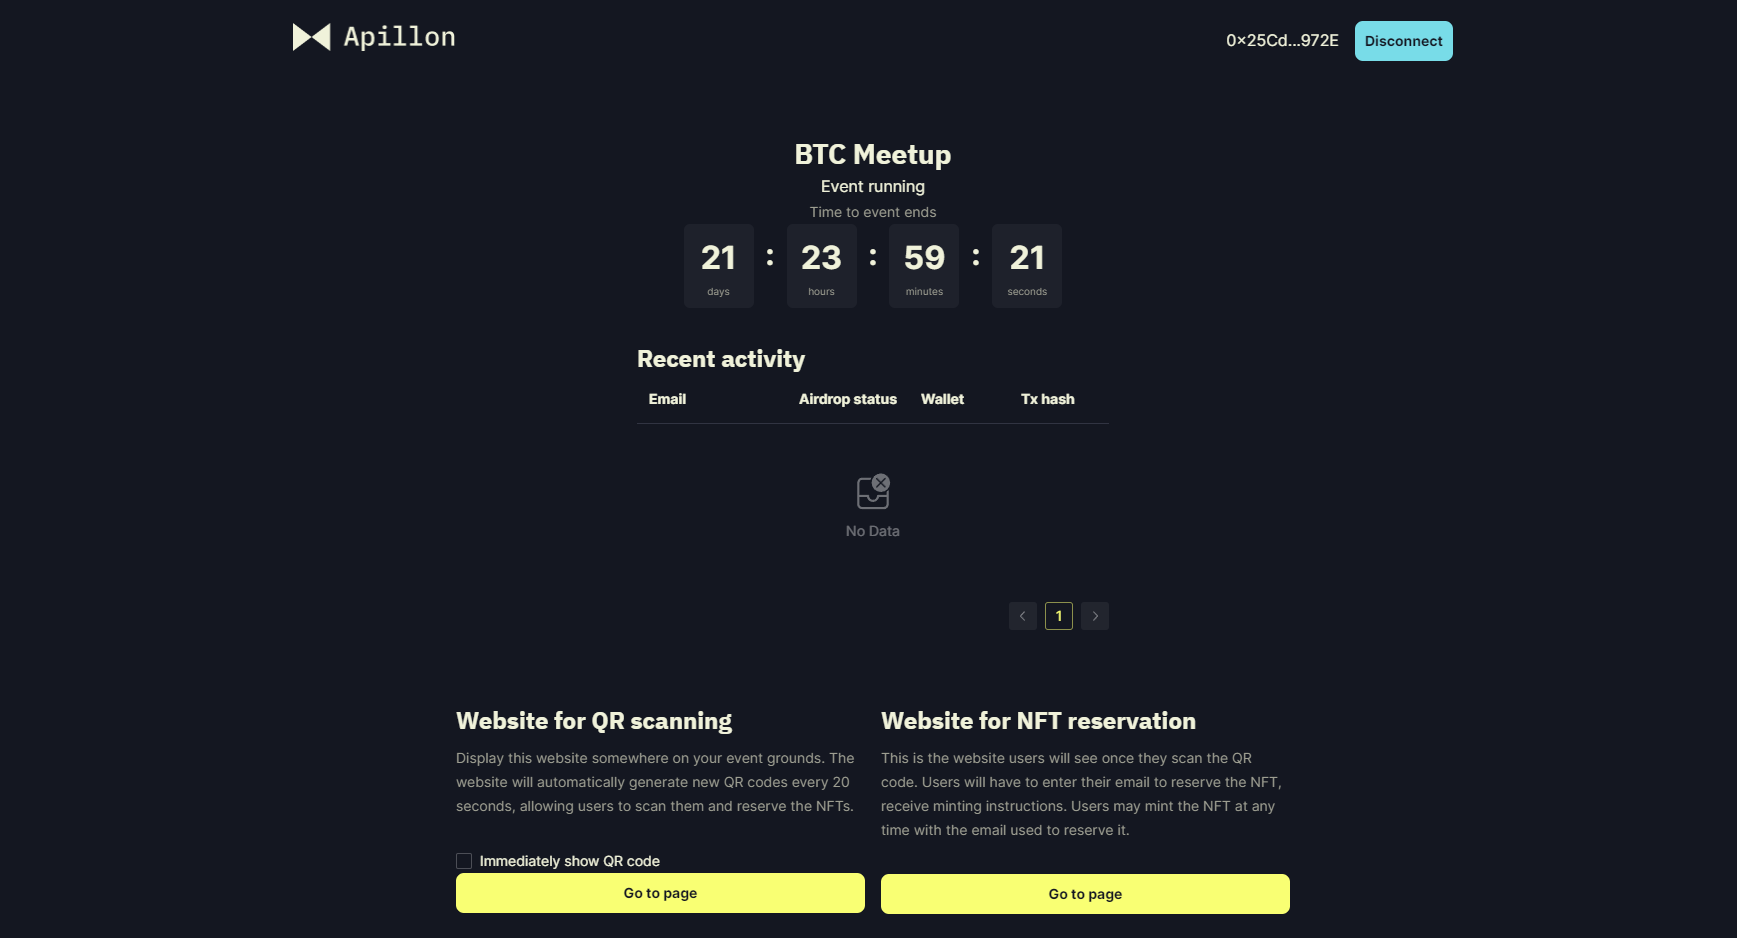 Apillon
0x25Cd...972E
Disconnect
BTC Meetup
Event running
Time to event ends
21 : 23 : 59 : 21
days hours minutes seconds
Recent activity
Email Airdrop status Wallet Tx hash
No Data
1
Website for QR scanning
Display this website somewhere on your event grounds. The
website will automatically generate new QR codes every 20
seconds, allowing users to scan them and reserve the NFTs.
Immediately show QR code
Go to page
Website for NFT reservation
This is the website users will see once they scan the QR
code. Users will have to enter their email to reserve the NFT,
receive minting instructions. Users may mint the NFT at any
time with the email used to reserve it.
Go to page